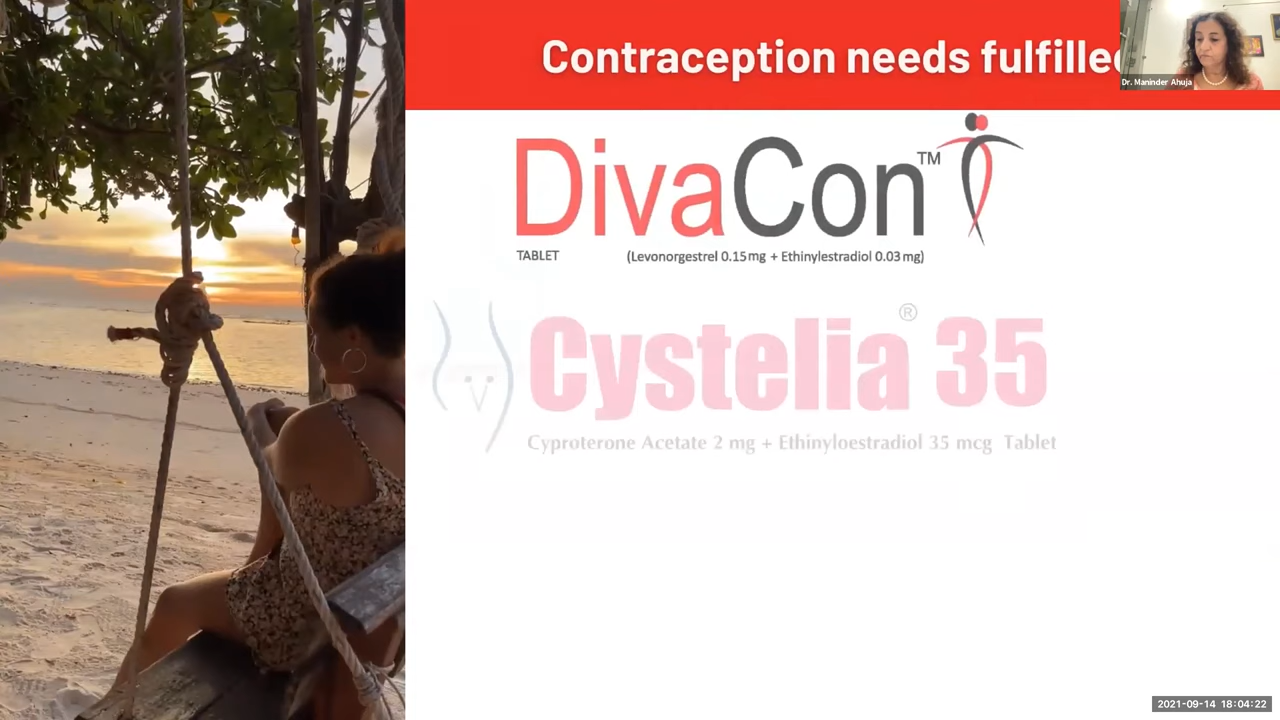 Contraception needs fulfille
Dr. Maninder Ahuja
DivaCon™
TABLET (Levonorgestrel 0.15mg + Ethinylestradiol 0.03mg)
Cystelia® 35
Cyproterone Acetate 2 mg + Ethinyloestradiol 35 mcg Tablet
2021-09-14 18:04:22